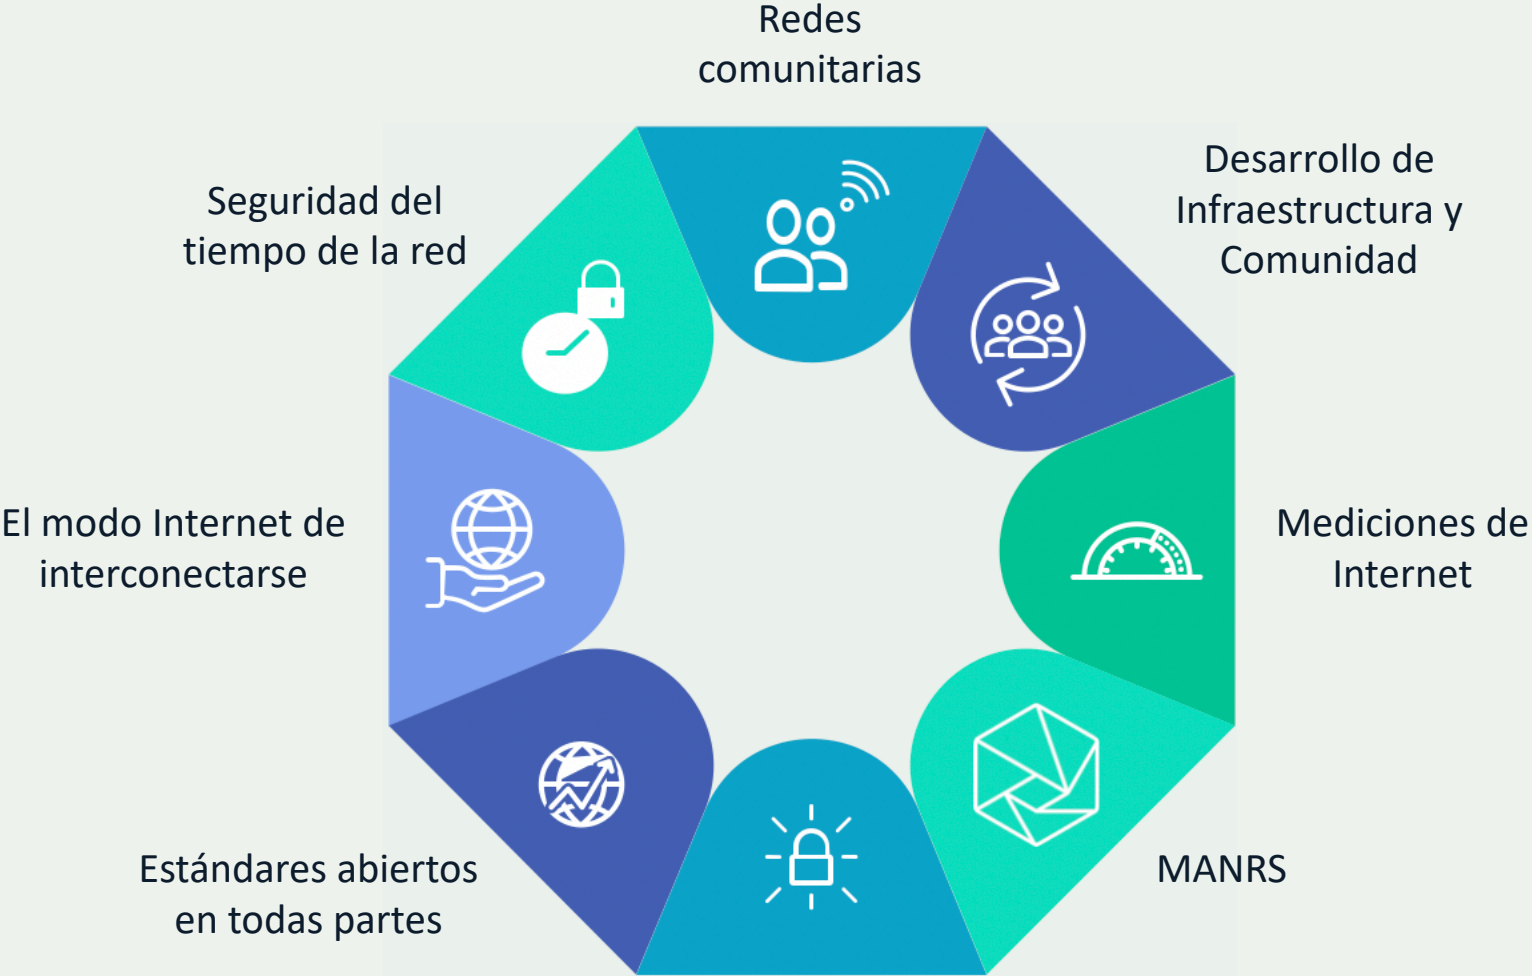 Redes
comunitarias
Desarrollo de
Infraestructura y
Comunidad
Seguridad del
tiempo de la red
El modo Internet de
interconectarse
Mediciones de
Internet
Estándares abiertos
en todas partes
MANRS